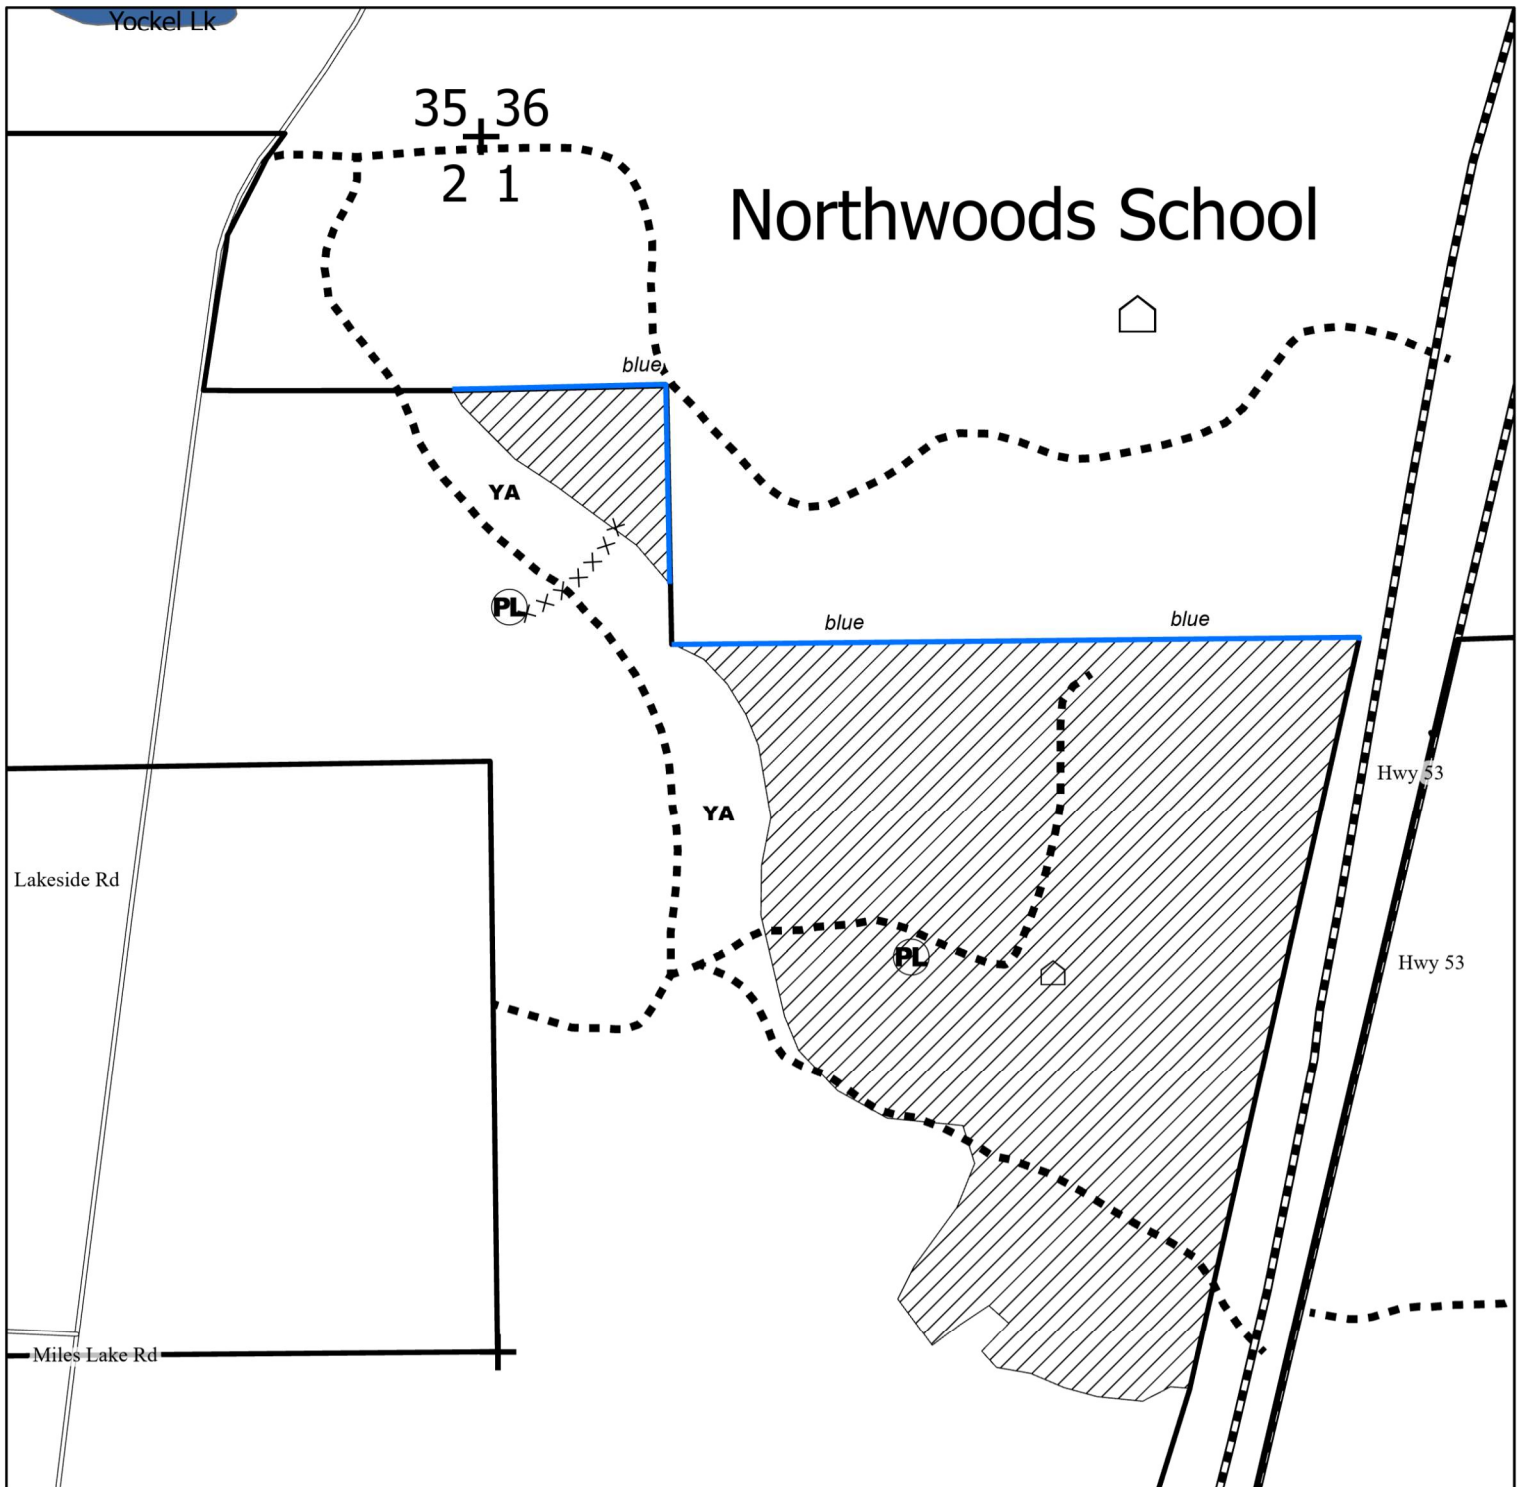 Yockel Lk
35 36
2 1
Northwoods School
blue
YA
PL
blue
blue
Hwy 53
YA
Lakeside Rd
PL
Hwy 53
Miles Lake Rd